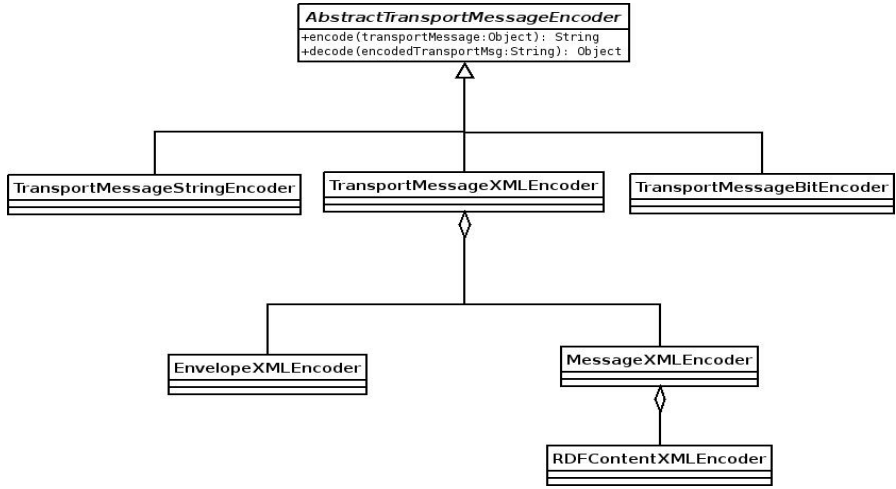 AbstractTransportMessageEncoder
+encode(transportMessage:Object): String
+decode(encodedTransportMsg:String): Object
TransportMessageStringEncoder
TransportMessageXMLEncoder
TransportMessageBitEncoder
EnvelopeXMLEncoder
MessageXMLEncoder
RDFContentXMLEncoder